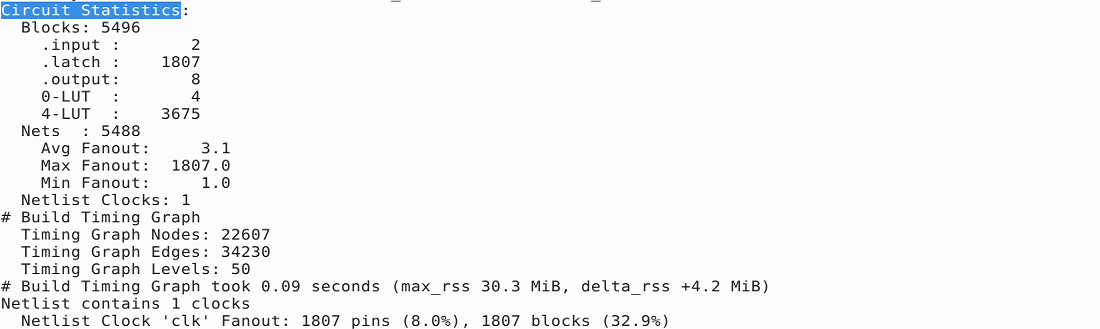 Circuit Statistics:
  Blocks: 5496
    .input :       2
    .latch :    1807
    .output:       8
    0-LUT  :       4
    4-LUT  :    3675
  Nets  : 5488
    Avg Fanout:     3.1
    Max Fanout:  1807.0
    Min Fanout:     1.0
  Netlist Clocks: 1
# Build Timing Graph
  Timing Graph Nodes: 22607
  Timing Graph Edges: 34230
  Timing Graph Levels: 50
# Build Timing Graph took 0.09 seconds (max_rss 30.3 MiB, delta_rss +4.2 MiB)
Netlist contains 1 clocks
  Netlist Clock 'clk' Fanout: 1807 pins (8.0%), 1807 blocks (32.9%)